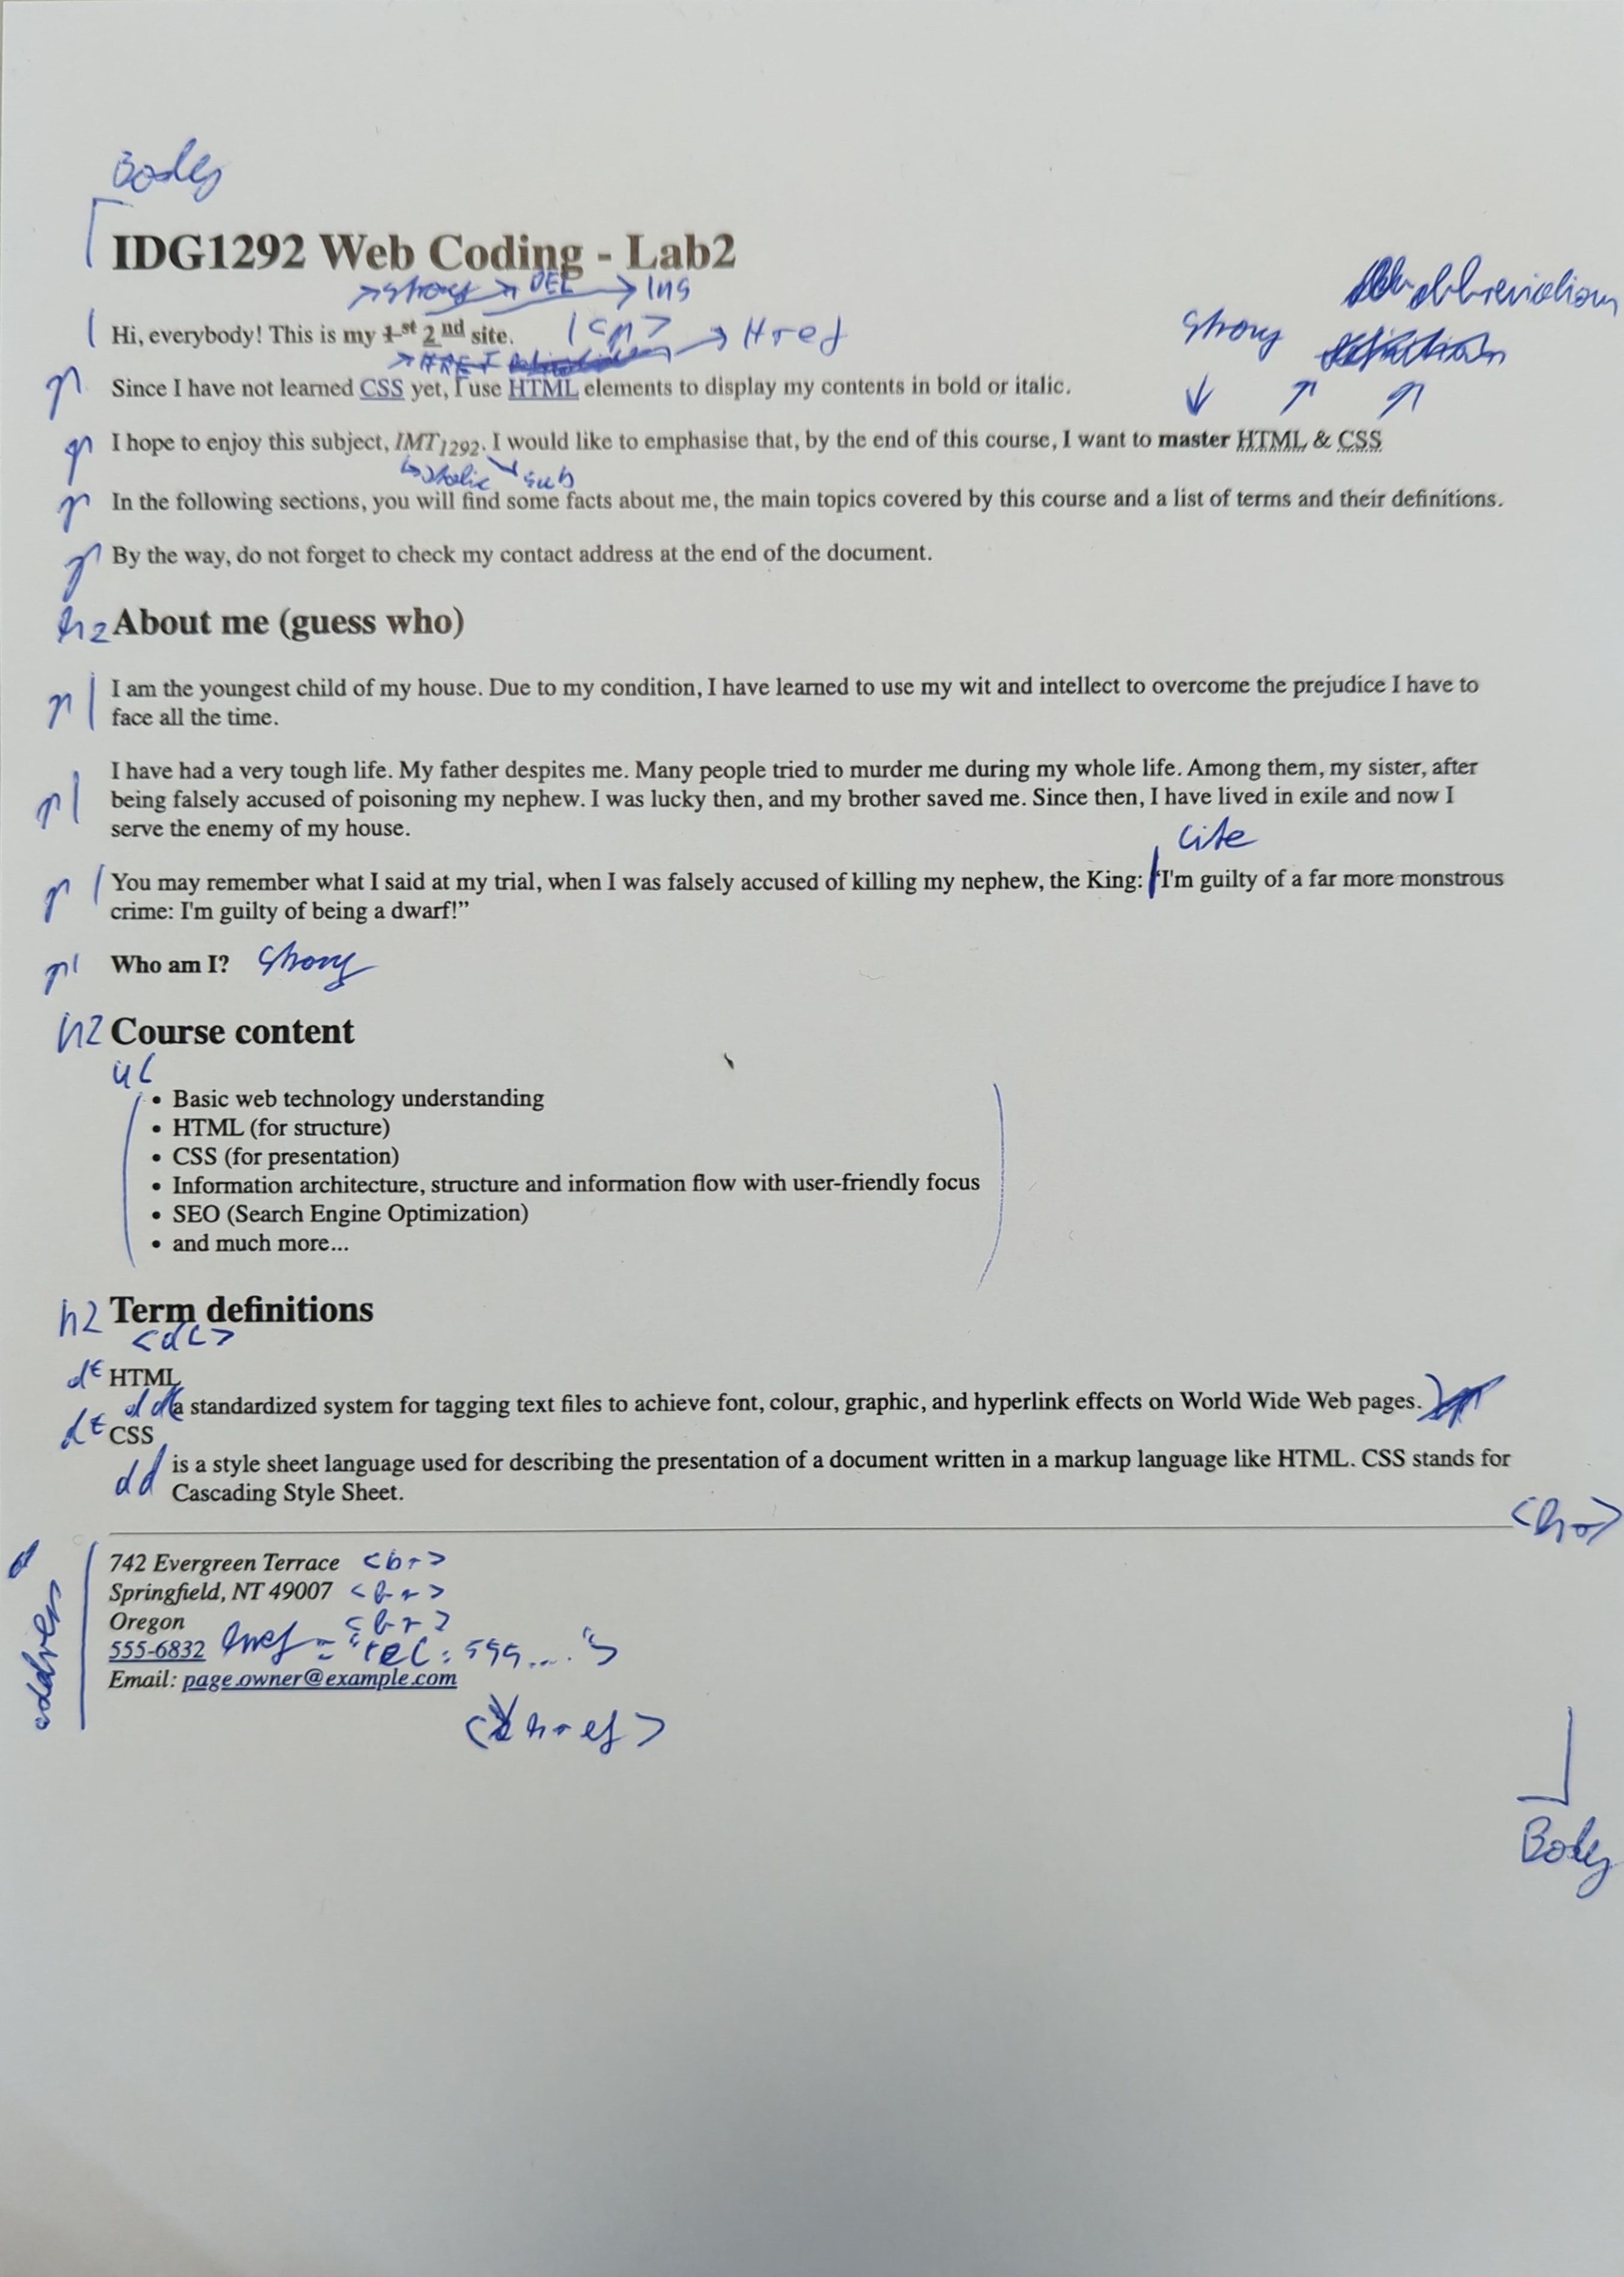 Body
IDG1292 Web Coding - Lab2
strong DEL Ins
abbreviation
Hi, everybody! This is my 1 st 2 nd site. <p> Href
strong
HREF
p Since I have not learned CSS yet, I use HTML elements to display my contents in bold or italic.
p I hope to enjoy this subject, IMT1292. I would like to emphasise that, by the end of this course, I want to master HTML & CSS
italic sub
p In the following sections, you will find some facts about me, the main topics covered by this course and a list of terms and their definitions.
p By the way, do not forget to check my contact address at the end of the document.
h2 About me (guess who)
p I am the youngest child of my house. Due to my condition, I have learned to use my wit and intellect to overcome the prejudice I have to
face all the time.
I have had a very tough life. My father despites me. Many people tried to murder me during my whole life. Among them, my sister, after
p being falsely accused of poisoning my nephew. I was lucky then, and my brother saved me. Since then, I have lived in exile and now I
serve the enemy of my house.
cite
p You may remember what I said at my trial, when I was falsely accused of killing my nephew, the King: “I'm guilty of a far more monstrous
crime: I'm guilty of being a dwarf!”
p Who am I? strong
h2 Course content
ul
• Basic web technology understanding
• HTML (for structure)
• CSS (for presentation)
• Information architecture, structure and information flow with user-friendly focus
• SEO (Search Engine Optimization)
• and much more...
h2 Term definitions
<dl>
dt HTML
dd a standardized system for tagging text files to achieve font, colour, graphic, and hyperlink effects on World Wide Web pages.
dt CSS
dd is a style sheet language used for describing the presentation of a document written in a markup language like HTML. CSS stands for
Cascading Style Sheet.
<hr>
address
742 Evergreen Terrace <br>
Springfield, NT 49007 <br>
Oregon <br>
555-6832 href = "tel: 555...."
Email: page.owner@example.com
< href >
Body